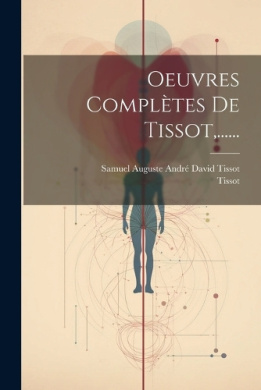 Oeuvres
Complètes De
Tissot,......
Samuel Auguste André David Tissot
Tissot